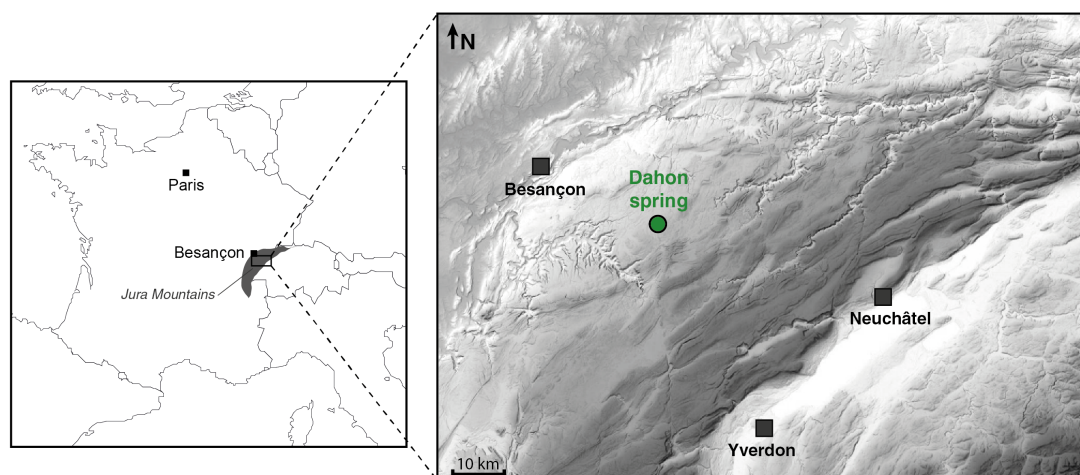 Paris
Besançon
Jura Mountains
N
Besançon
Dahon
spring
Neuchâtel
Yverdon
10 km